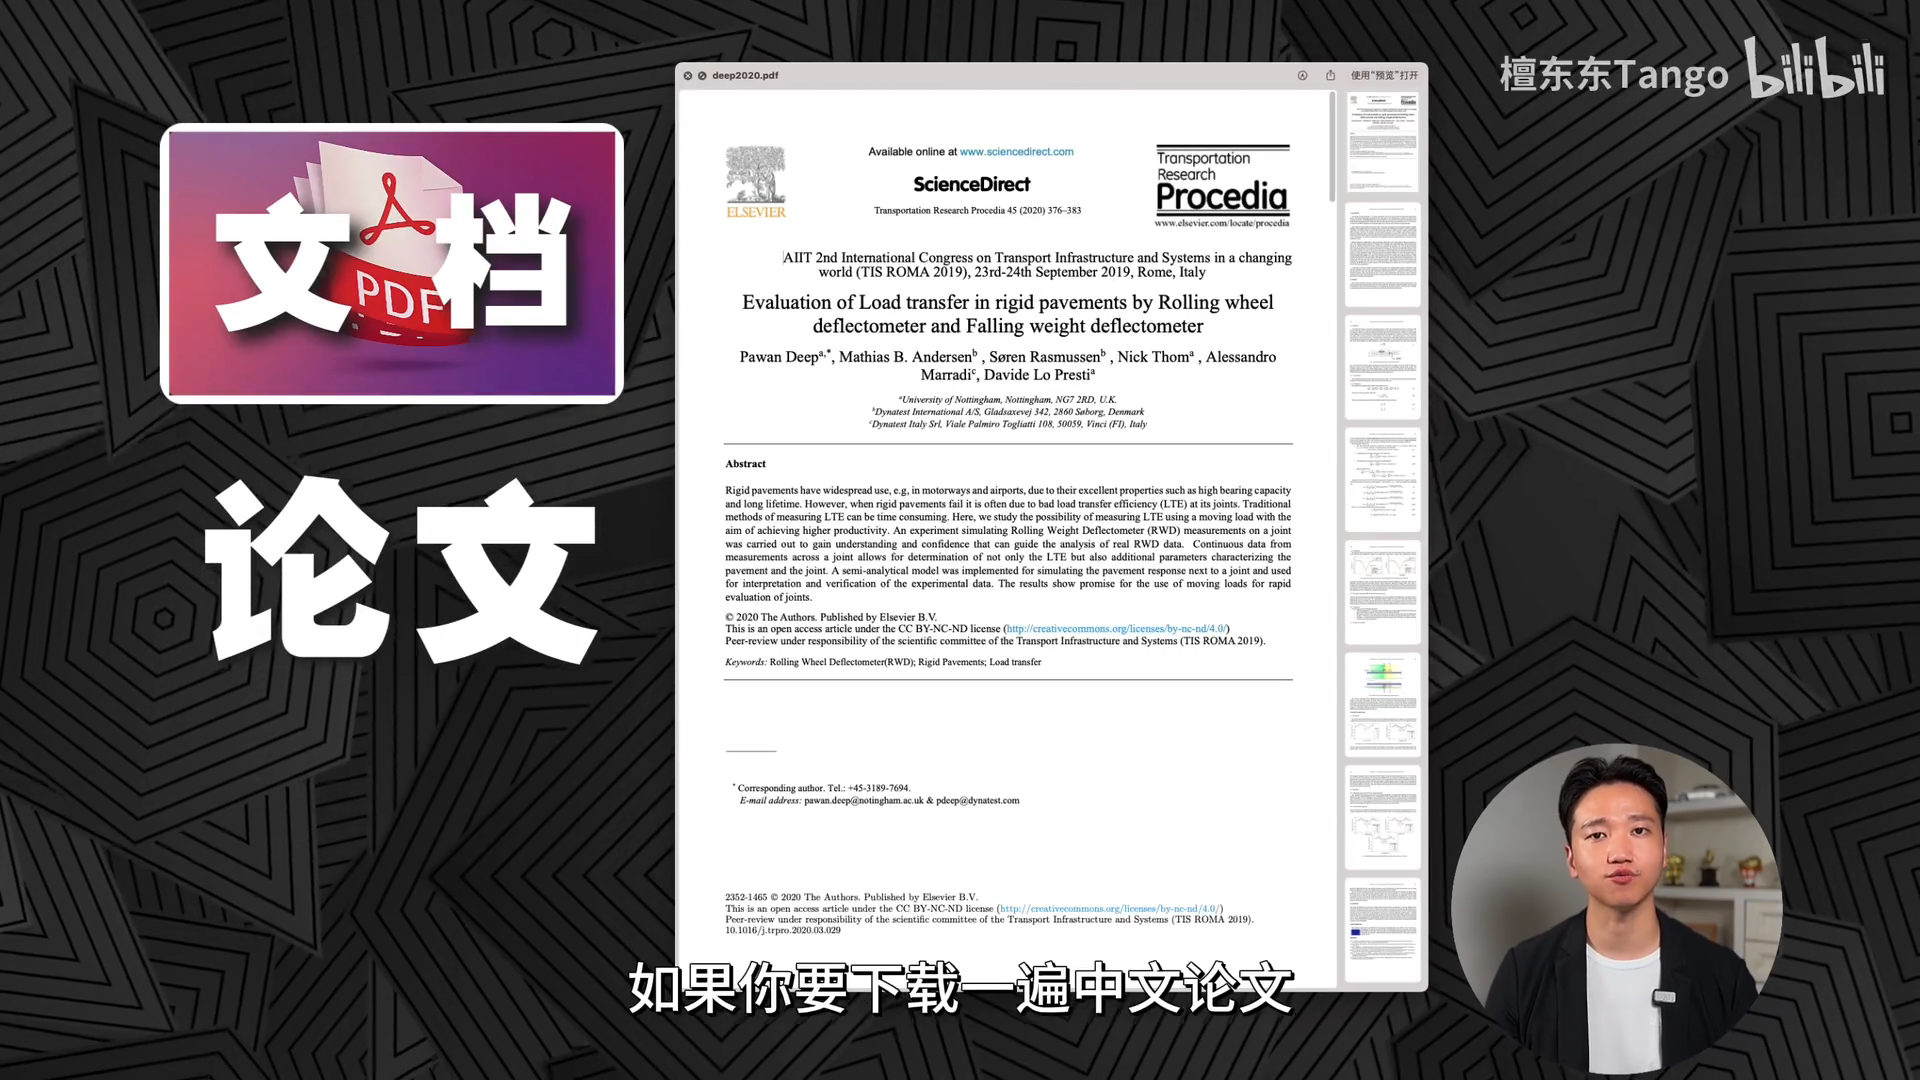 檀东东Tango bilibili
文档
PDF
论文
deep2020.pdf
使用“预览”打开
ELSEVIER
Available online at www.sciencedirect.com
ScienceDirect
Transportation Research Procedia 45 (2020) 376–383
Transportation
Research
Procedia
www.elsevier.com/locate/procedia
AIIT 2nd International Congress on Transport Infrastructure and Systems in a changing
world (TIS ROMA 2019), 23rd-24th September 2019, Rome, Italy
Evaluation of Load transfer in rigid pavements by Rolling wheel
deflectometer and Falling weight deflectometer
Pawan Deepa,*, Mathias B. Andersenb , Søren Rasmussenb , Nick Thoma , Alessandro
Marradic, Davide Lo Prestia
aUniversity of Nottingham, Nottingham, NG7 2RD, U.K.
bDynatest International A/S, Gladsaxevej 342, 2860 Søborg, Denmark
cDynatest Italy Srl, Viale Palmiro Togliatti 108, 50059, Vinci (FI), Italy
Abstract
Rigid pavements have widespread use, e.g, in motorways and airports, due to their excellent properties such as high bearing capacity
and long lifetime. However, when rigid pavements fail it is often due to bad load transfer efficiency (LTE) at its joints. Traditional
methods of measuring LTE can be time consuming. Here, we study the possibility of measuring LTE using a moving load with the
aim of achieving higher productivity. An experiment simulating Rolling Weight Deflectometer (RWD) measurements on a joint
was carried out to gain understanding and confidence that can guide the analysis of real RWD data. Continuous data from
measurements across a joint allows for determination of not only the LTE but also additional parameters characterizing the
pavement and the joint. A semi-analytical model was implemented for simulating the pavement response next to a joint and used
for interpretation and verification of the experimental data. The results show promise for the use of moving loads for rapid
evaluation of joints.
© 2020 The Authors. Published by Elsevier B.V.
This is an open access article under the CC BY-NC-ND license (http://creativecommons.org/licenses/by-nc-nd/4.0/)
Peer-review under responsibility of the scientific committee of the Transport Infrastructure and Systems (TIS ROMA 2019).
Keywords: Rolling Wheel Deflectometer(RWD); Rigid Pavements; Load transfer
* Corresponding author. Tel.: +45-3189-7694.
E-mail address: pawan.deep@notingham.ac.uk & pdeep@dynatest.com
2352-1465 © 2020 The Authors. Published by Elsevier B.V.
This is an open access article under the CC BY-NC-ND license (http://creativecommons.org/licenses/by-nc-nd/4.0/)
Peer-review under responsibility of the scientific committee of the Transport Infrastructure and Systems (TIS ROMA 2019).
10.1016/j.trpro.2020.03.029
如果你要下载一遍中文论文